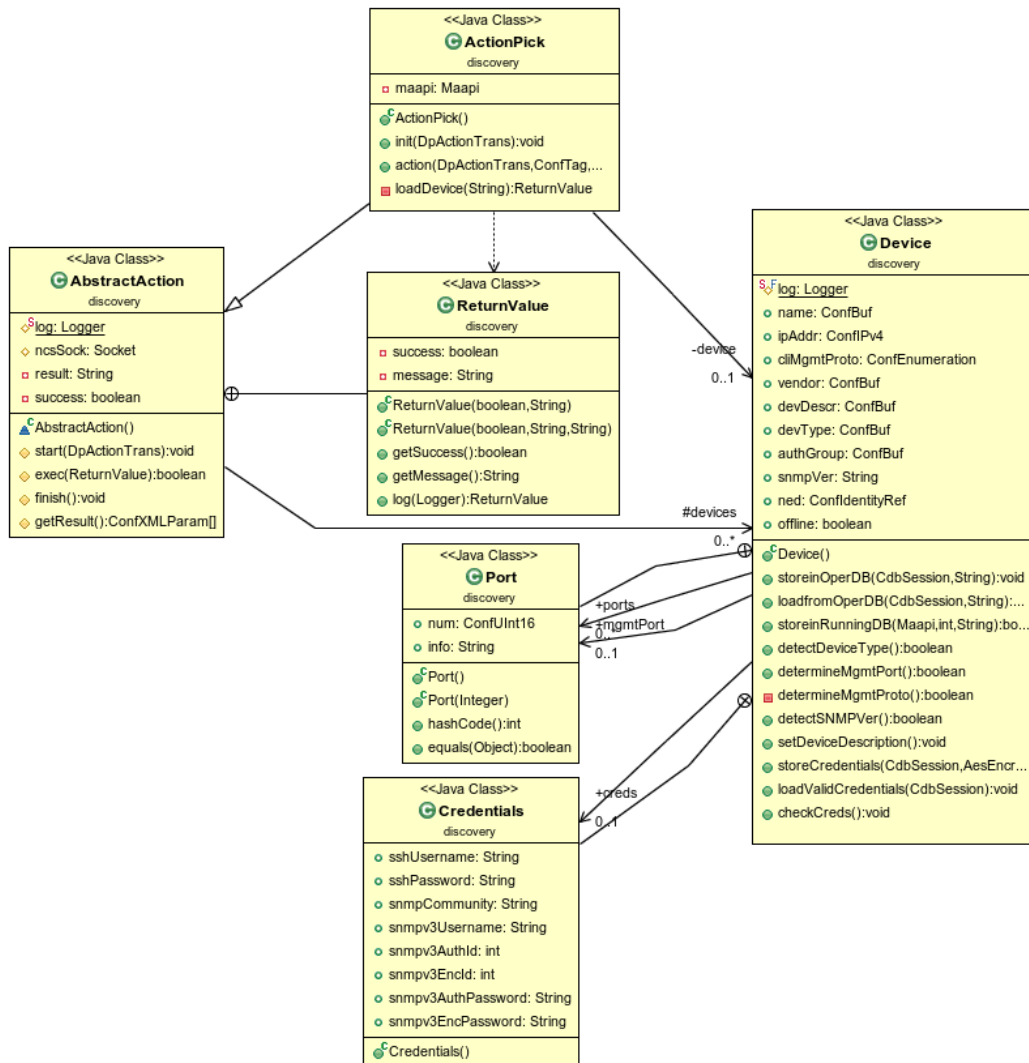 <<Java Class>>
ActionPick
discovery
maapi: Maapi
ActionPick()
init(DpActionTrans):void
action(DpActionTrans,ConfTag,...
loadDevice(String):ReturnValue
<<Java Class>>
AbstractAction
discovery
log: Logger
ncsSock: Socket
result: String
success: boolean
AbstractAction()
start(DpActionTrans):void
exec(ReturnValue):boolean
finish():void
getResult():ConfXMLParam[]
<<Java Class>>
ReturnValue
discovery
success: boolean
message: String
ReturnValue(boolean,String)
ReturnValue(boolean,String,String)
getSuccess():boolean
getMessage():String
log(Logger):ReturnValue
-device
0..1
#devices
0..*
<<Java Class>>
Device
discovery
log: Logger
name: ConfBuf
ipAddr: ConfIPv4
cliMgmtProto: ConfEnumeration
vendor: ConfBuf
devDescr: ConfBuf
devType: ConfBuf
authGroup: ConfBuf
snmpVer: String
ned: ConfIdentityRef
offline: boolean
Device()
storeinOperDB(CdbSession,String):void
loadfromOperDB(CdbSession,String):...
storeinRunningDB(Maapi,int,String):bo...
detectDeviceType():boolean
determineMgmtPort():boolean
determineMgmtProto():boolean
detectSNMPVer():boolean
setDeviceDescription():void
storeCredentials(CdbSession,AesEncr...
loadValidCredentials(CdbSession):void
checkCreds():void
<<Java Class>>
Port
discovery
num: ConfUInt16
info: String
Port()
Port(Integer)
hashCode():int
equals(Object):boolean
+ports
+mgmtPort
0..*
0..1
<<Java Class>>
Credentials
discovery
sshUsername: String
sshPassword: String
snmpCommunity: String
snmpv3Username: String
snmpv3AuthId: int
snmpv3EncId: int
snmpv3AuthPassword: String
snmpv3EncPassword: String
Credentials()
+creds
0..1